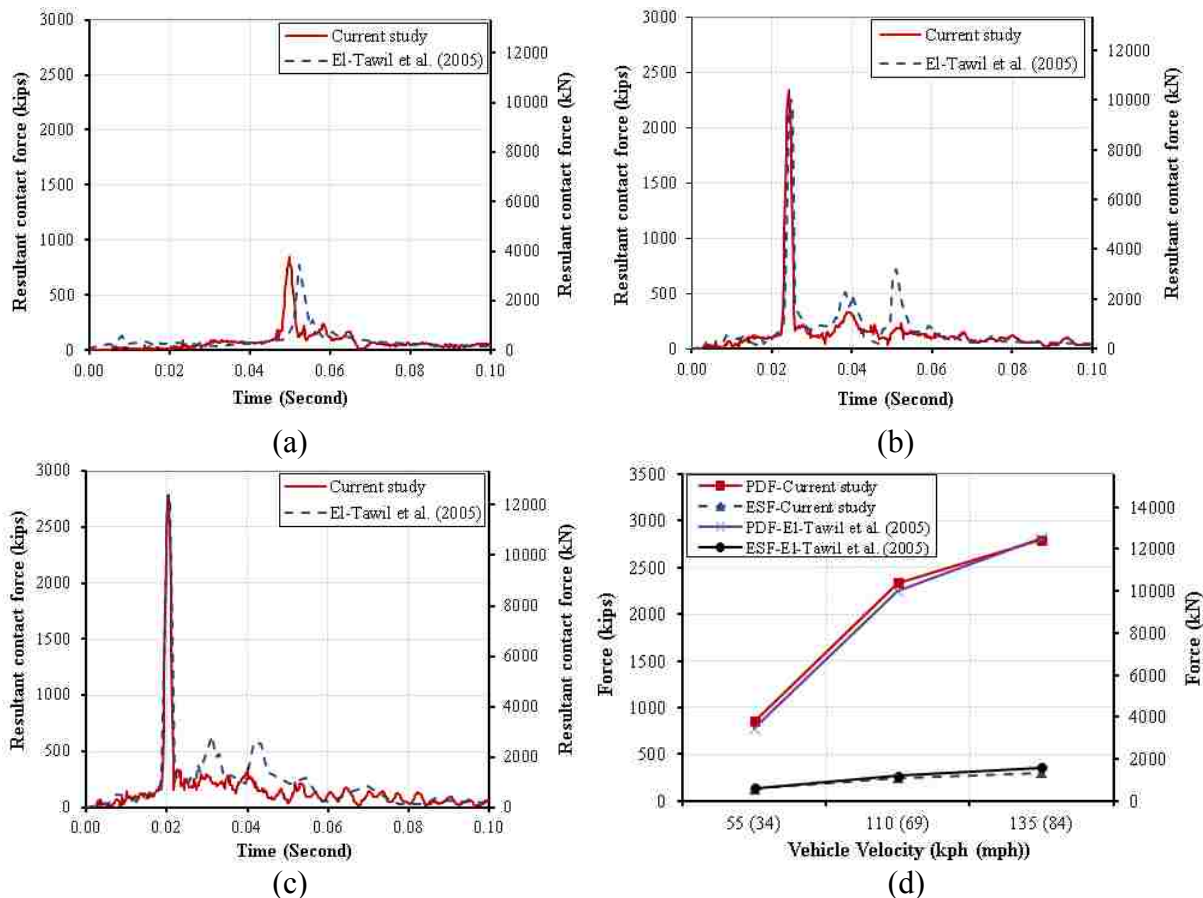 3000
2500
2000
1500
1000
500
0
Resultant contact force (kips)
12000
10000
8000
6000
4000
2000
0
Resulant contact force (kN)
Current study
El-Tawil et al. (2005)
0.00 0.02 0.04 0.06 0.08 0.10
Time (Second)
(a)
3000
2500
2000
1500
1000
500
0
Resultant contact force (kips)
12000
10000
8000
6000
4000
2000
0
Resultant contact force (kN)
Current study
El-Tawil et al. (2005)
0.00 0.02 0.04 0.06 0.08 0.10
Time (Second)
(b)
3000
2500
2000
1500
1000
500
0
Resultant contact force (kips)
12000
10000
8000
6000
4000
2000
0
Resultant contact force (kN)
Current study
El-Tawil et al. (2005)
0.00 0.02 0.04 0.06 0.08 0.10
Time (Second)
(c)
3500
3000
2500
2000
1500
1000
500
0
Force (kips)
14000
12000
10000
8000
6000
4000
2000
0
Force (kN)
PDF-Current study
ESF-Current study
PDF-El-Tawil et al. (2005)
ESF-El-Tawil et al. (2005)
55 (34) 110 (69) 135 (84)
Vehicle Velocity (kph (mph))
(d)